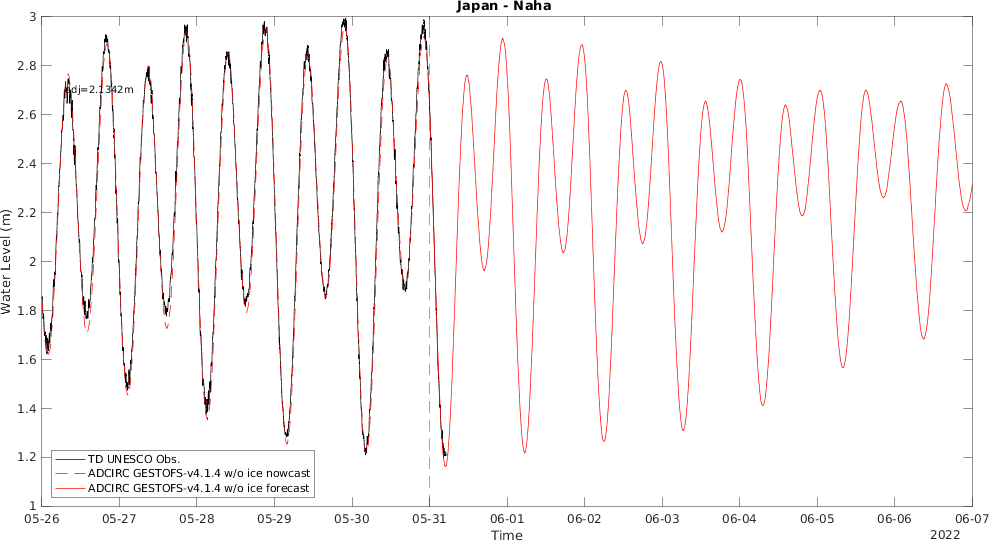 Japan - Naha
Water Level (m)
3
2.8
2.6
2.4
2.2
2
1.8
1.6
1.4
1.2
1
adj=2.1342m
TD UNESCO Obs.
ADCIRC GESTOFS-v4.1.4 w/o ice nowcast
ADCIRC GESTOFS-v4.1.4 w/o ice forecast
05-26 05-27 05-28 05-29 05-30 05-31 06-01 06-02 06-03 06-04 06-05 06-06 06-07
Time
2022